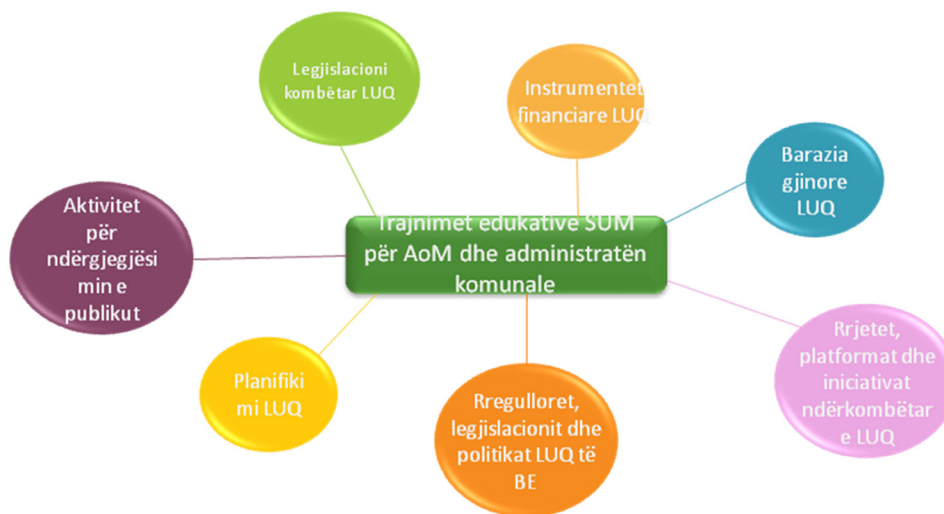 Legjislacioni
kombëtar LUQ
Instrumentet
financiare LUQ
Barazia
gjinore
LUQ
Aktivitet
për
ndërgjegjësi
min e
publikut
Trajnimet edukative SUM
për AoM dhe administratën
komunale
Rrjetet,
platformat dhe
iniciativat
ndërkombëtar
e LUQ
Planifiki
mi LUQ
Rregulloret,
legjislacionit dhe
politikat LUQ të
BE